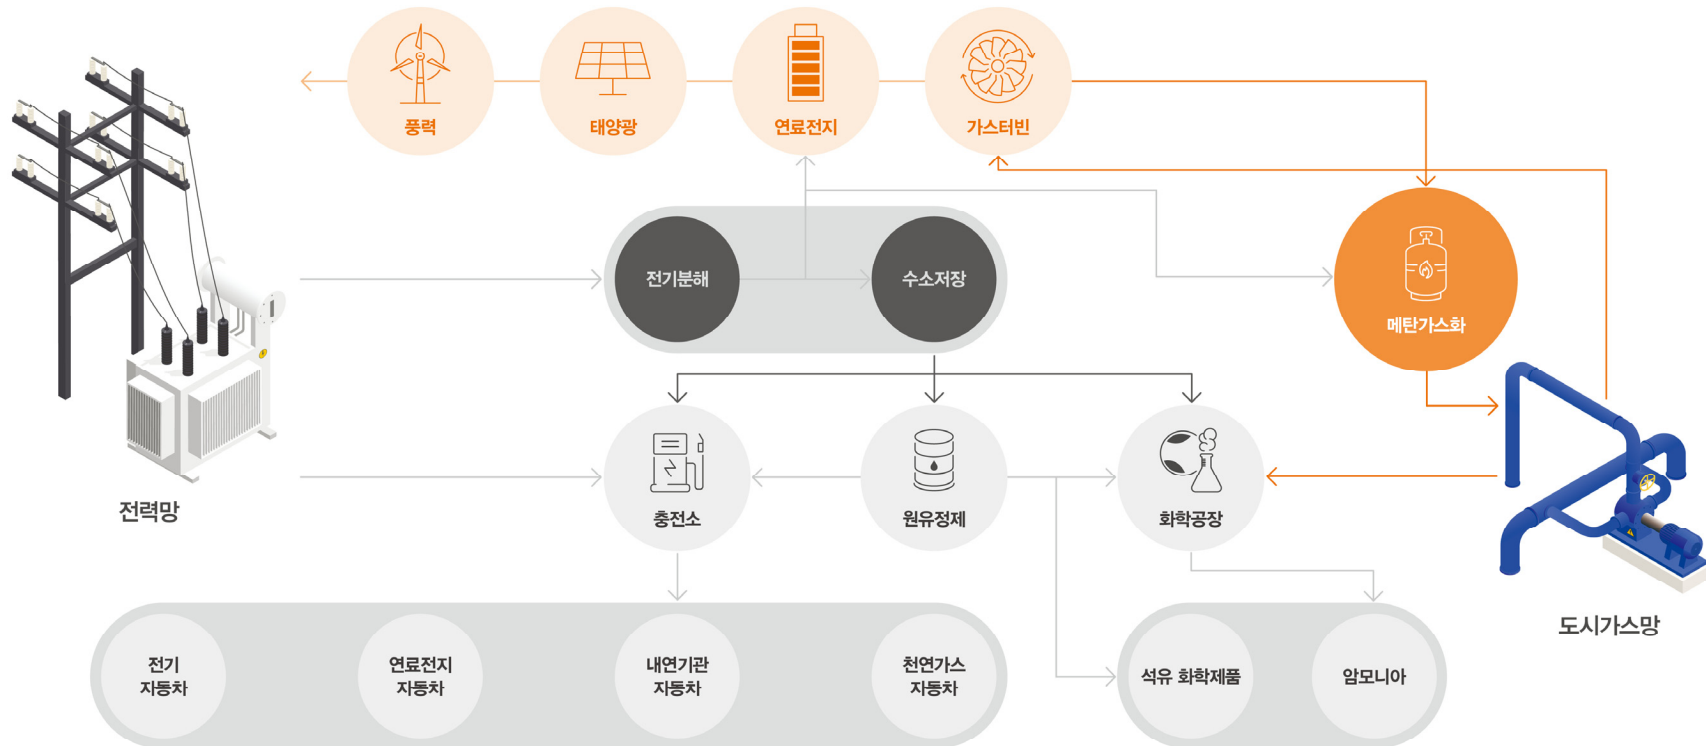 풍력
태양광
연료전지
가스터빈
전기분해
수소저장
메탄가스화
전력망
충전소
원유정제
화학공장
도시가스망
전기
자동차
연료전지
자동차
내연기관
자동차
천연가스
자동차
석유 화학제품
암모니아